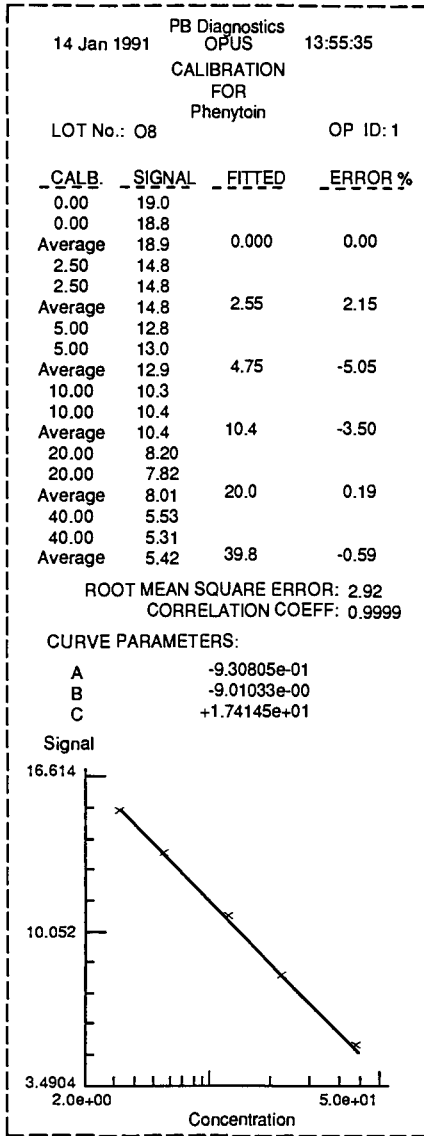 PB Diagnostics
14 Jan 1991 OPUS 13:55:35
CALIBRATION
FOR
Phenytoin
LOT No.: O8 OP ID: 1
CALB. SIGNAL FITTED ERROR %
0.00 19.0
0.00 18.8
Average 18.9 0.000 0.00
2.50 14.8
2.50 14.8
Average 14.8 2.55 2.15
5.00 12.8
5.00 13.0
Average 12.9 4.75 -5.05
10.00 10.3
10.00 10.4
Average 10.4 10.4 -3.50
20.00 8.20
20.00 7.82
Average 8.01 20.0 0.19
40.00 5.53
40.00 5.31
Average 5.42 39.8 -0.59
ROOT MEAN SQUARE ERROR: 2.92
CORRELATION COEFF: 0.9999
CURVE PARAMETERS:
A -9.30805e-01
B -9.01033e-00
C +1.74145e+01
Signal
16.614
10.052
3.4904
2.0e+00 5.0e+01
Concentration